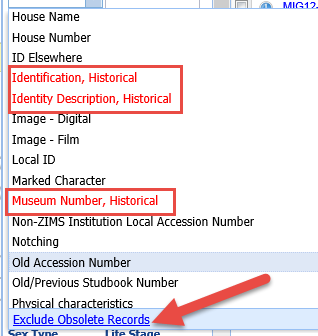 MIG12-
House Name
House Number
ID Elsewhere
Identification, Historical
Identity Description, Historical
Image - Digital
Image - Film
Local ID
Marked Character
Museum Number, Historical
Non-ZIMS Institution Local Accession Number
Notching
Old Accession Number
Old/Previous Studbook Number
Physical characteristics
Exclude Obsolete Records
Sex Type Life Stage